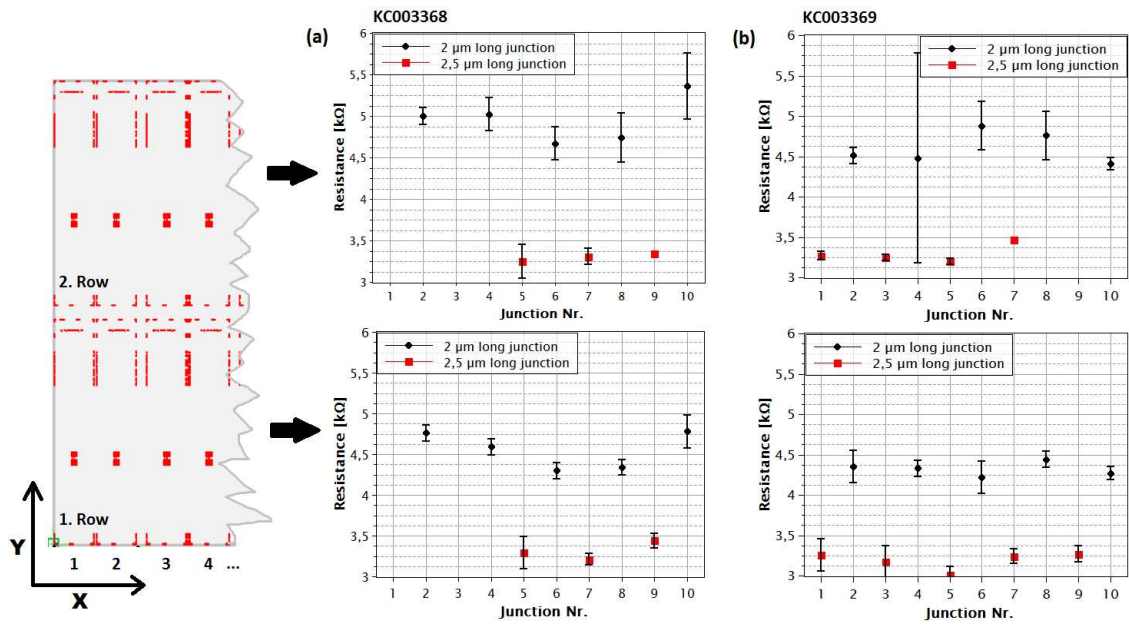 KC003368
(a)
2 µm long junction
2,5 µm long junction
6
5,5
5
4,5
4
3,5
3
Resistance [kΩ]
1 2 3 4 5 6 7 8 9 10
Junction Nr.
KC003369
(b)
2 µm long junction
2,5 µm long junction
6
5,5
5
4,5
4
3,5
3
Resistance [kΩ]
1 2 3 4 5 6 7 8 9 10
Junction Nr.
2. Row
1. Row
Y
X
1 2 3 4 ...
2 µm long junction
2,5 µm long junction
6
5,5
5
4,5
4
3,5
3
Resistance [kΩ]
1 2 3 4 5 6 7 8 9 10
Junction Nr.
2 µm long junction
2,5 µm long junction
6
5,5
5
4,5
4
3,5
3
Resistance [kΩ]
1 2 3 4 5 6 7 8 9 10
Junction Nr.